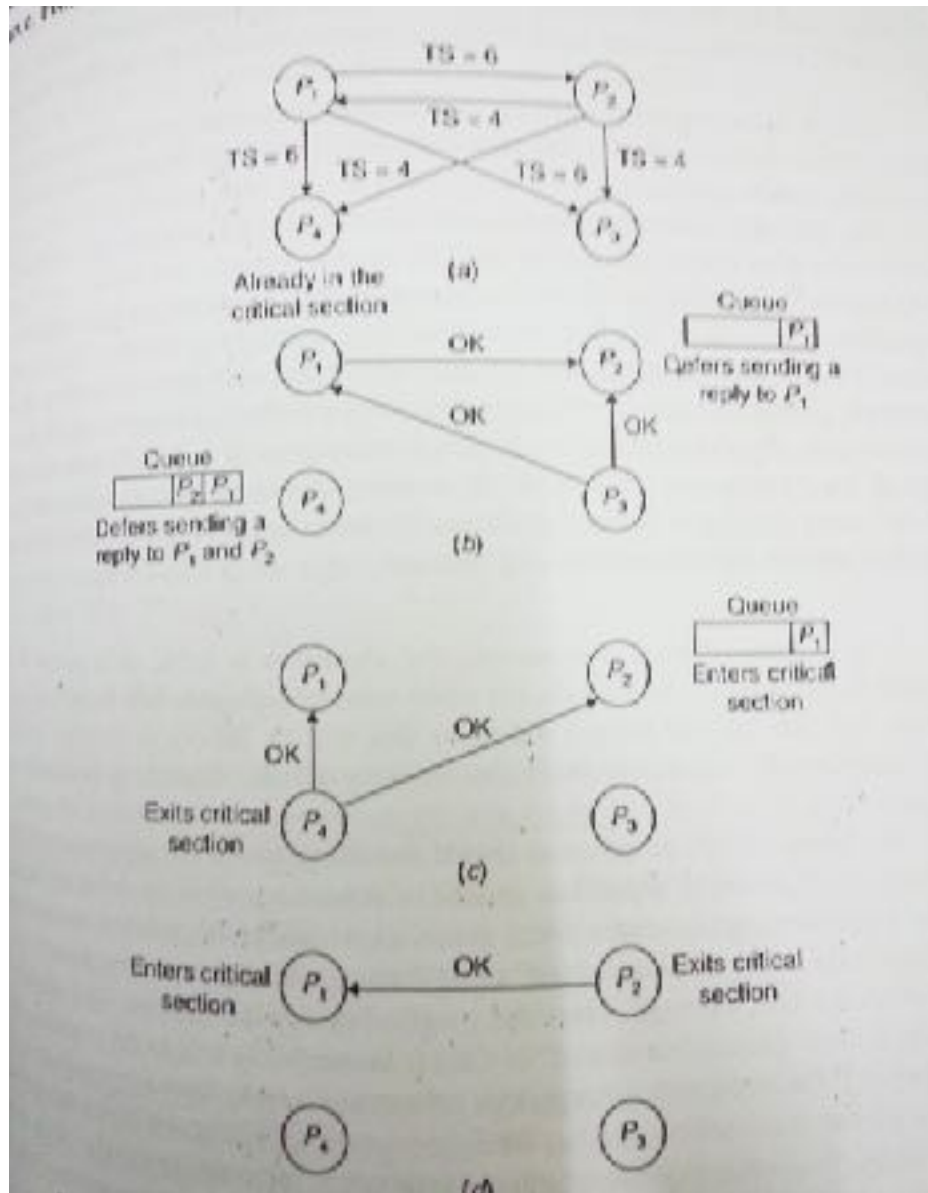 TS = 6
P₁
P₂
TS = 4
TS = 6
TS = 4
TS = 6
TS = 4
P₄
P₃
Already in the
critical section
(a)
Queue
P₁
Defers sending a
reply to P₁
P₁
OK
P₂
OK
OK
Queue
P₂ P₁
Defers sending a
reply to P₁ and P₂
P₄
P₃
(b)
Queue
P₁
Enters critical
section
P₁
P₂
OK
OK
Exits critical
section
P₄
P₃
(c)
Enters critical
section
P₁
OK
P₂
Exits critical
section
P₄
P₃
(d)